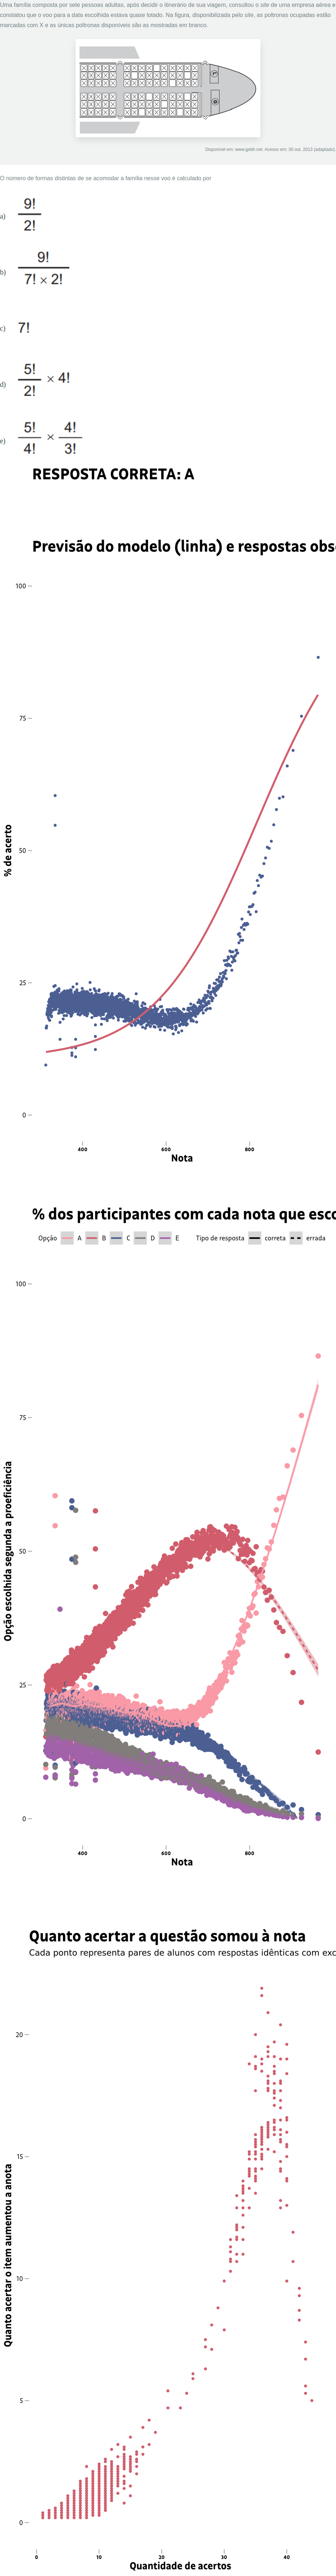 Uma família composta por sete pessoas adultas, após decidir o itinerário de sua viagem, consultou o site de uma empresa aérea e
constatou que o voo para a data escolhida estava quase lotado. Na figura, disponibilizada pelo site, as poltronas ocupadas estão
marcadas com X e as únicas poltronas disponíveis são as mostradas em branco.
Disponível em: www.gebh.net. Acesso em: 30 out. 2013 (adaptado).
O número de formas distintas de se acomodar a família nesse voo é calculado por
a) 9!
2!
b) 9!
7! × 2!
c) 7!
d) 5!
2! × 4!
e) 5!
4! × 4!
3!
RESPOSTA CORRETA: A
Previsão do modelo (linha) e respostas obs
100
75
50
25
0
% de acerto
400 600 800
Nota
% dos participantes com cada nota que esco
Opção A B C D E Tipo de resposta correta errada
100
75
50
25
0
Opção escolhida segunda a proeficiência
400 600 800
Nota
Quanto acertar a questão somou à nota
Cada ponto representa pares de alunos com respostas idênticas com exc
20
15
10
5
0
Quanto acertar o item aumentou a anota
0 10 20 30 40
Quantidade de acertos